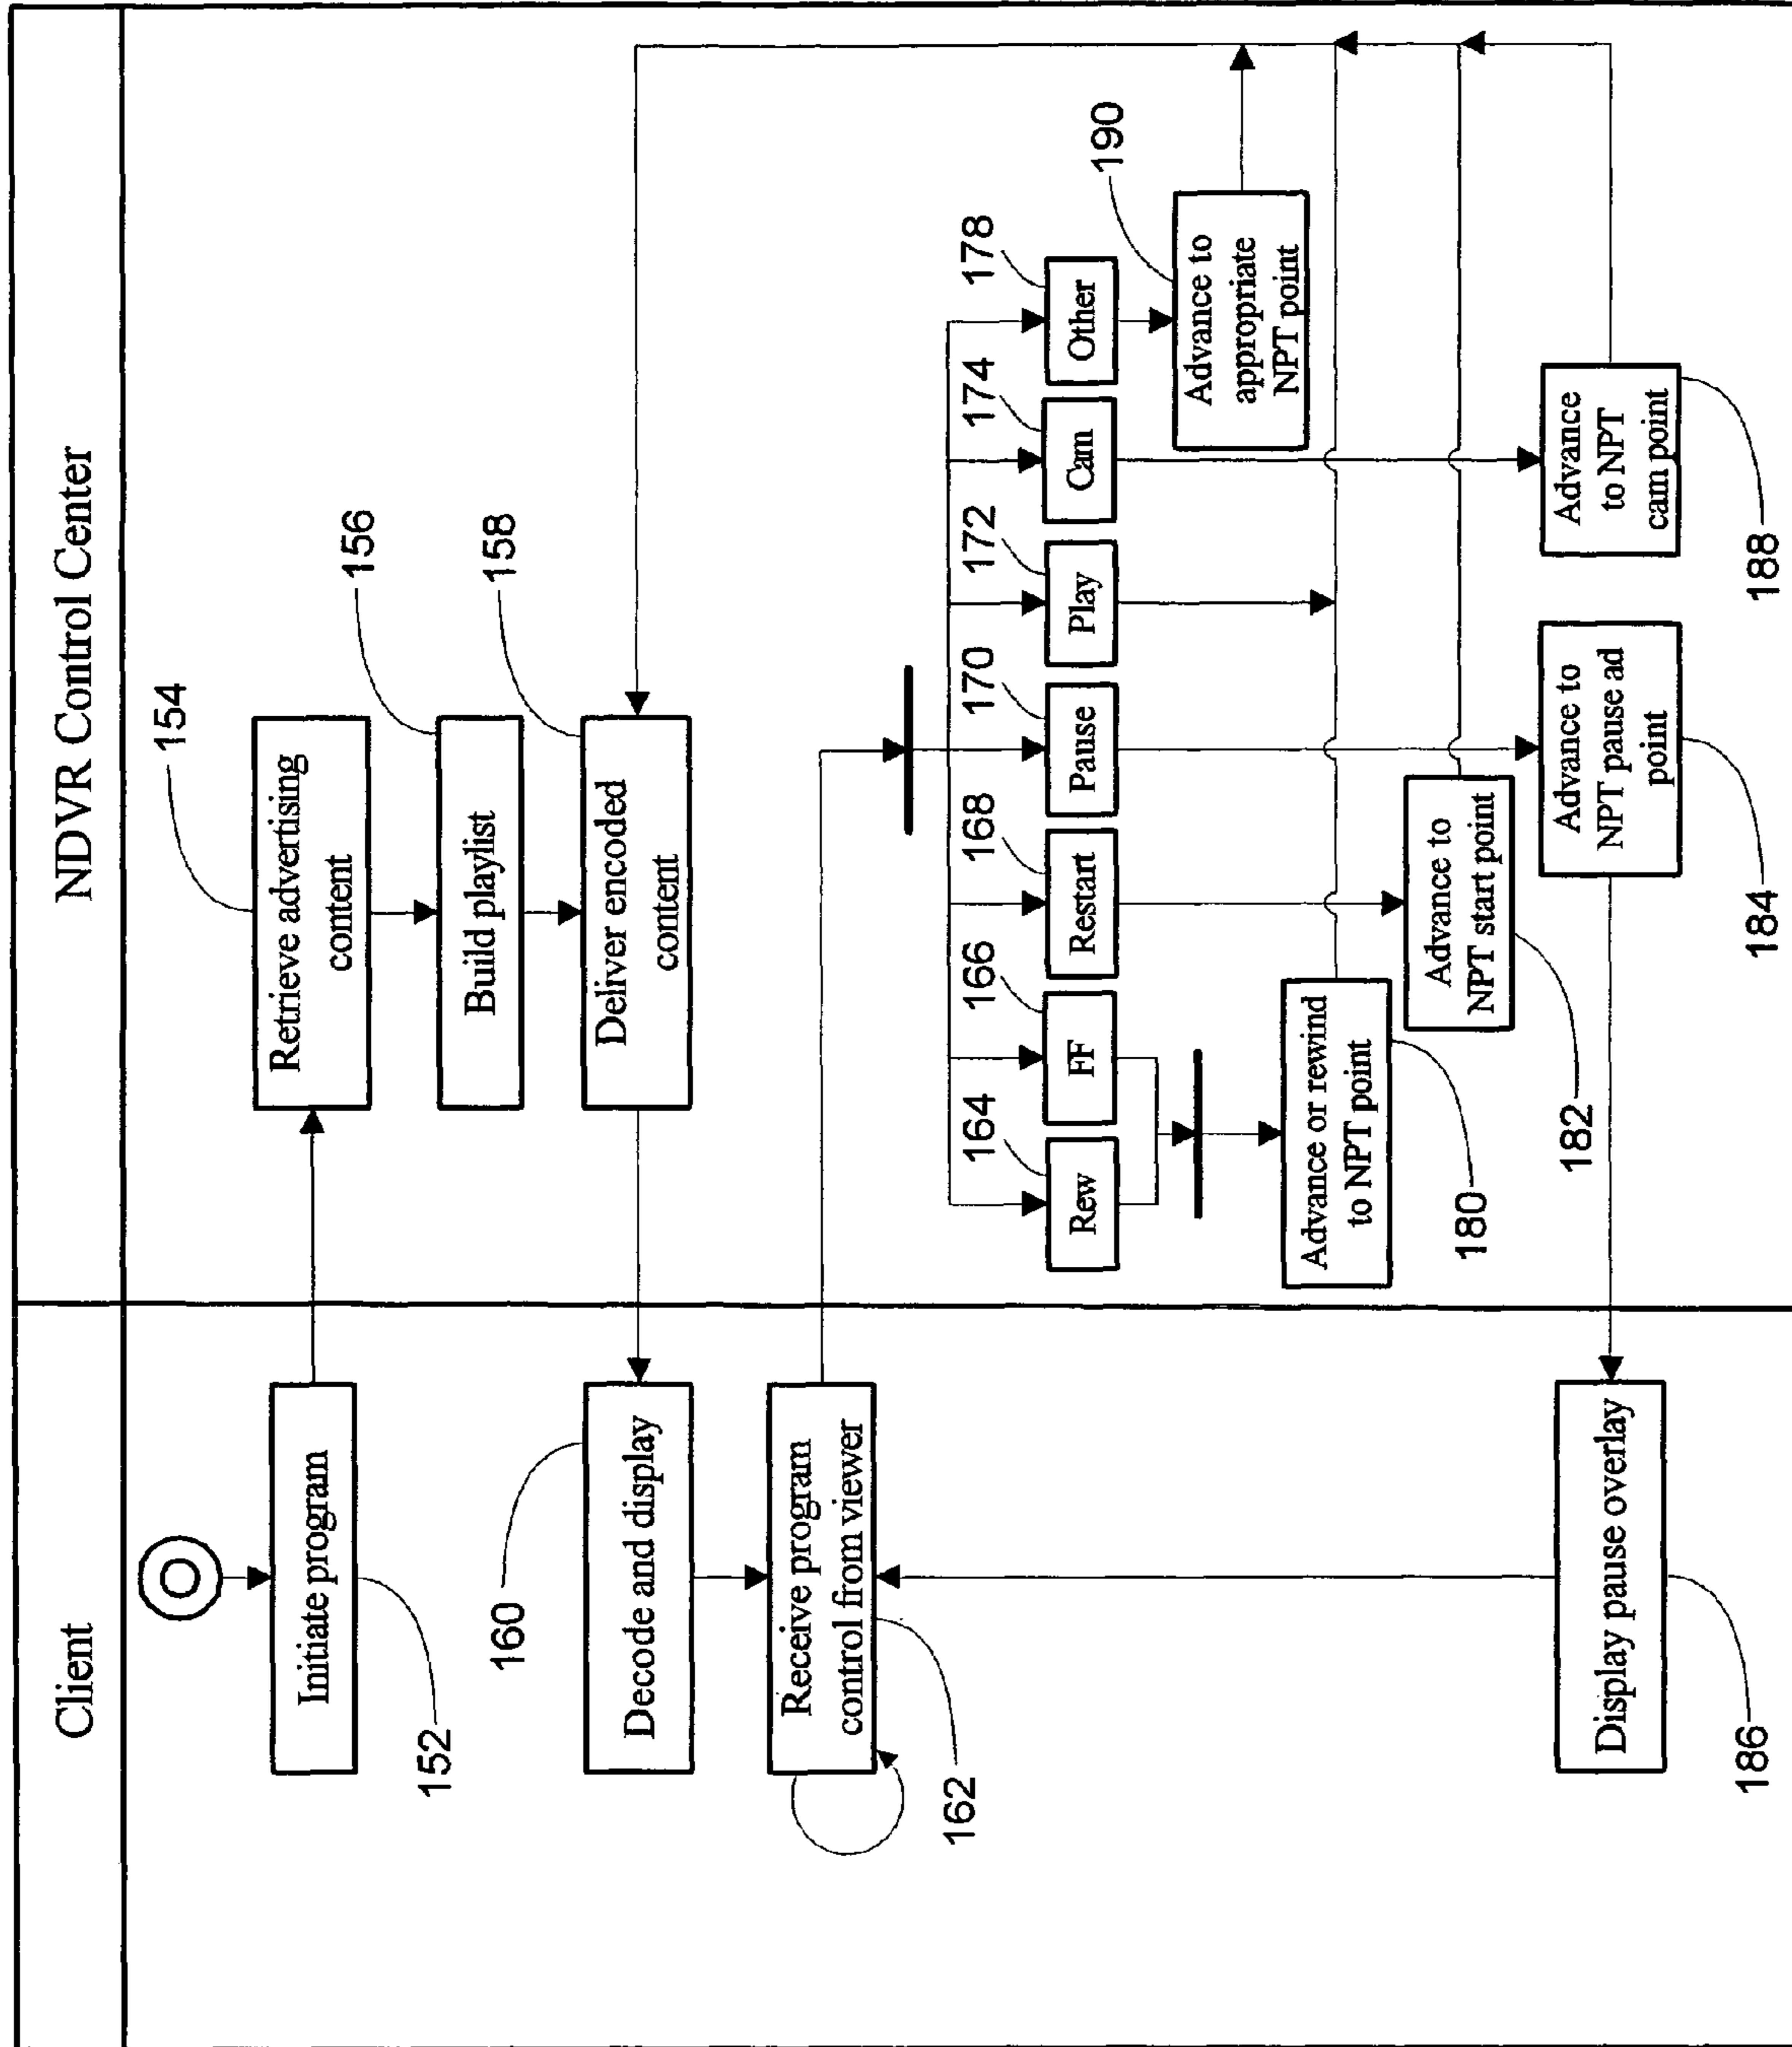 Client
NDVR Control Center
Initiate program
152
Retrieve advertising
content
154
Build playlist
156
Deliver encoded
content
158
Decode and display
160
Receive program
control from viewer
162
Rew
164
FF
166
Restart
168
Pause
170
Play
172
Cam
174
Other
178
Advance or rewind
to NPT point
180
Advance to
NPT start point
182
Advance to
NPT pause ad
point
184
Display pause overlay
186
Advance
to NPT
cam point
188
Advance to
appropriate
NPT point
190